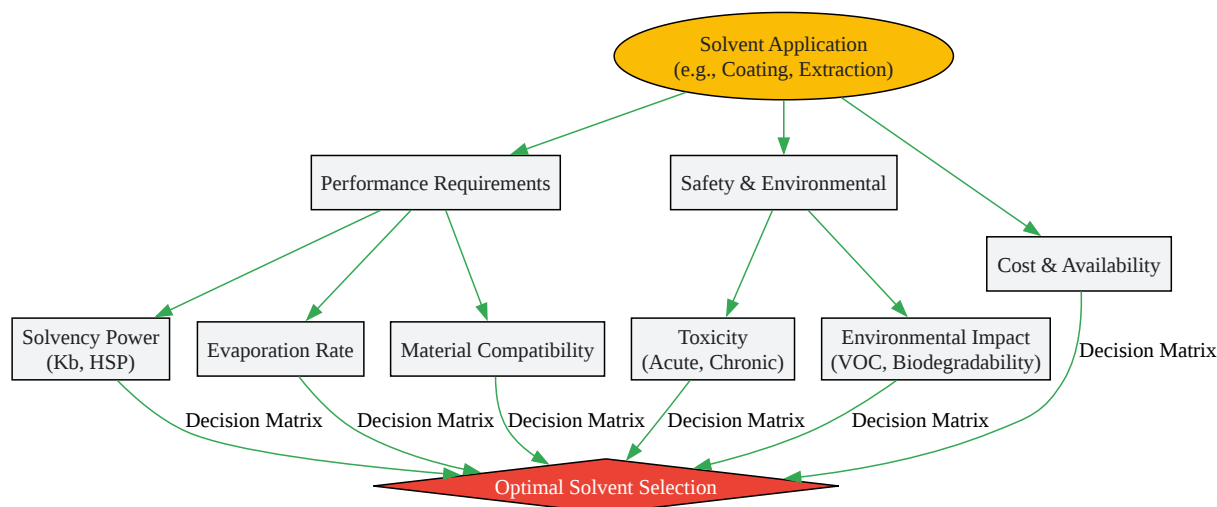 Solvent Application
(e.g., Coating, Extraction)
Performance Requirements
Safety & Environmental
Cost & Availability
Solvency Power
(Kb, HSP)
Evaporation Rate
Material Compatibility
Toxicity
(Acute, Chronic)
Environmental Impact
(VOC, Biodegradability)
Decision Matrix
Decision Matrix
Decision Matrix
Decision Matrix
Decision Matrix
Decision Matrix
Optimal Solvent Selection